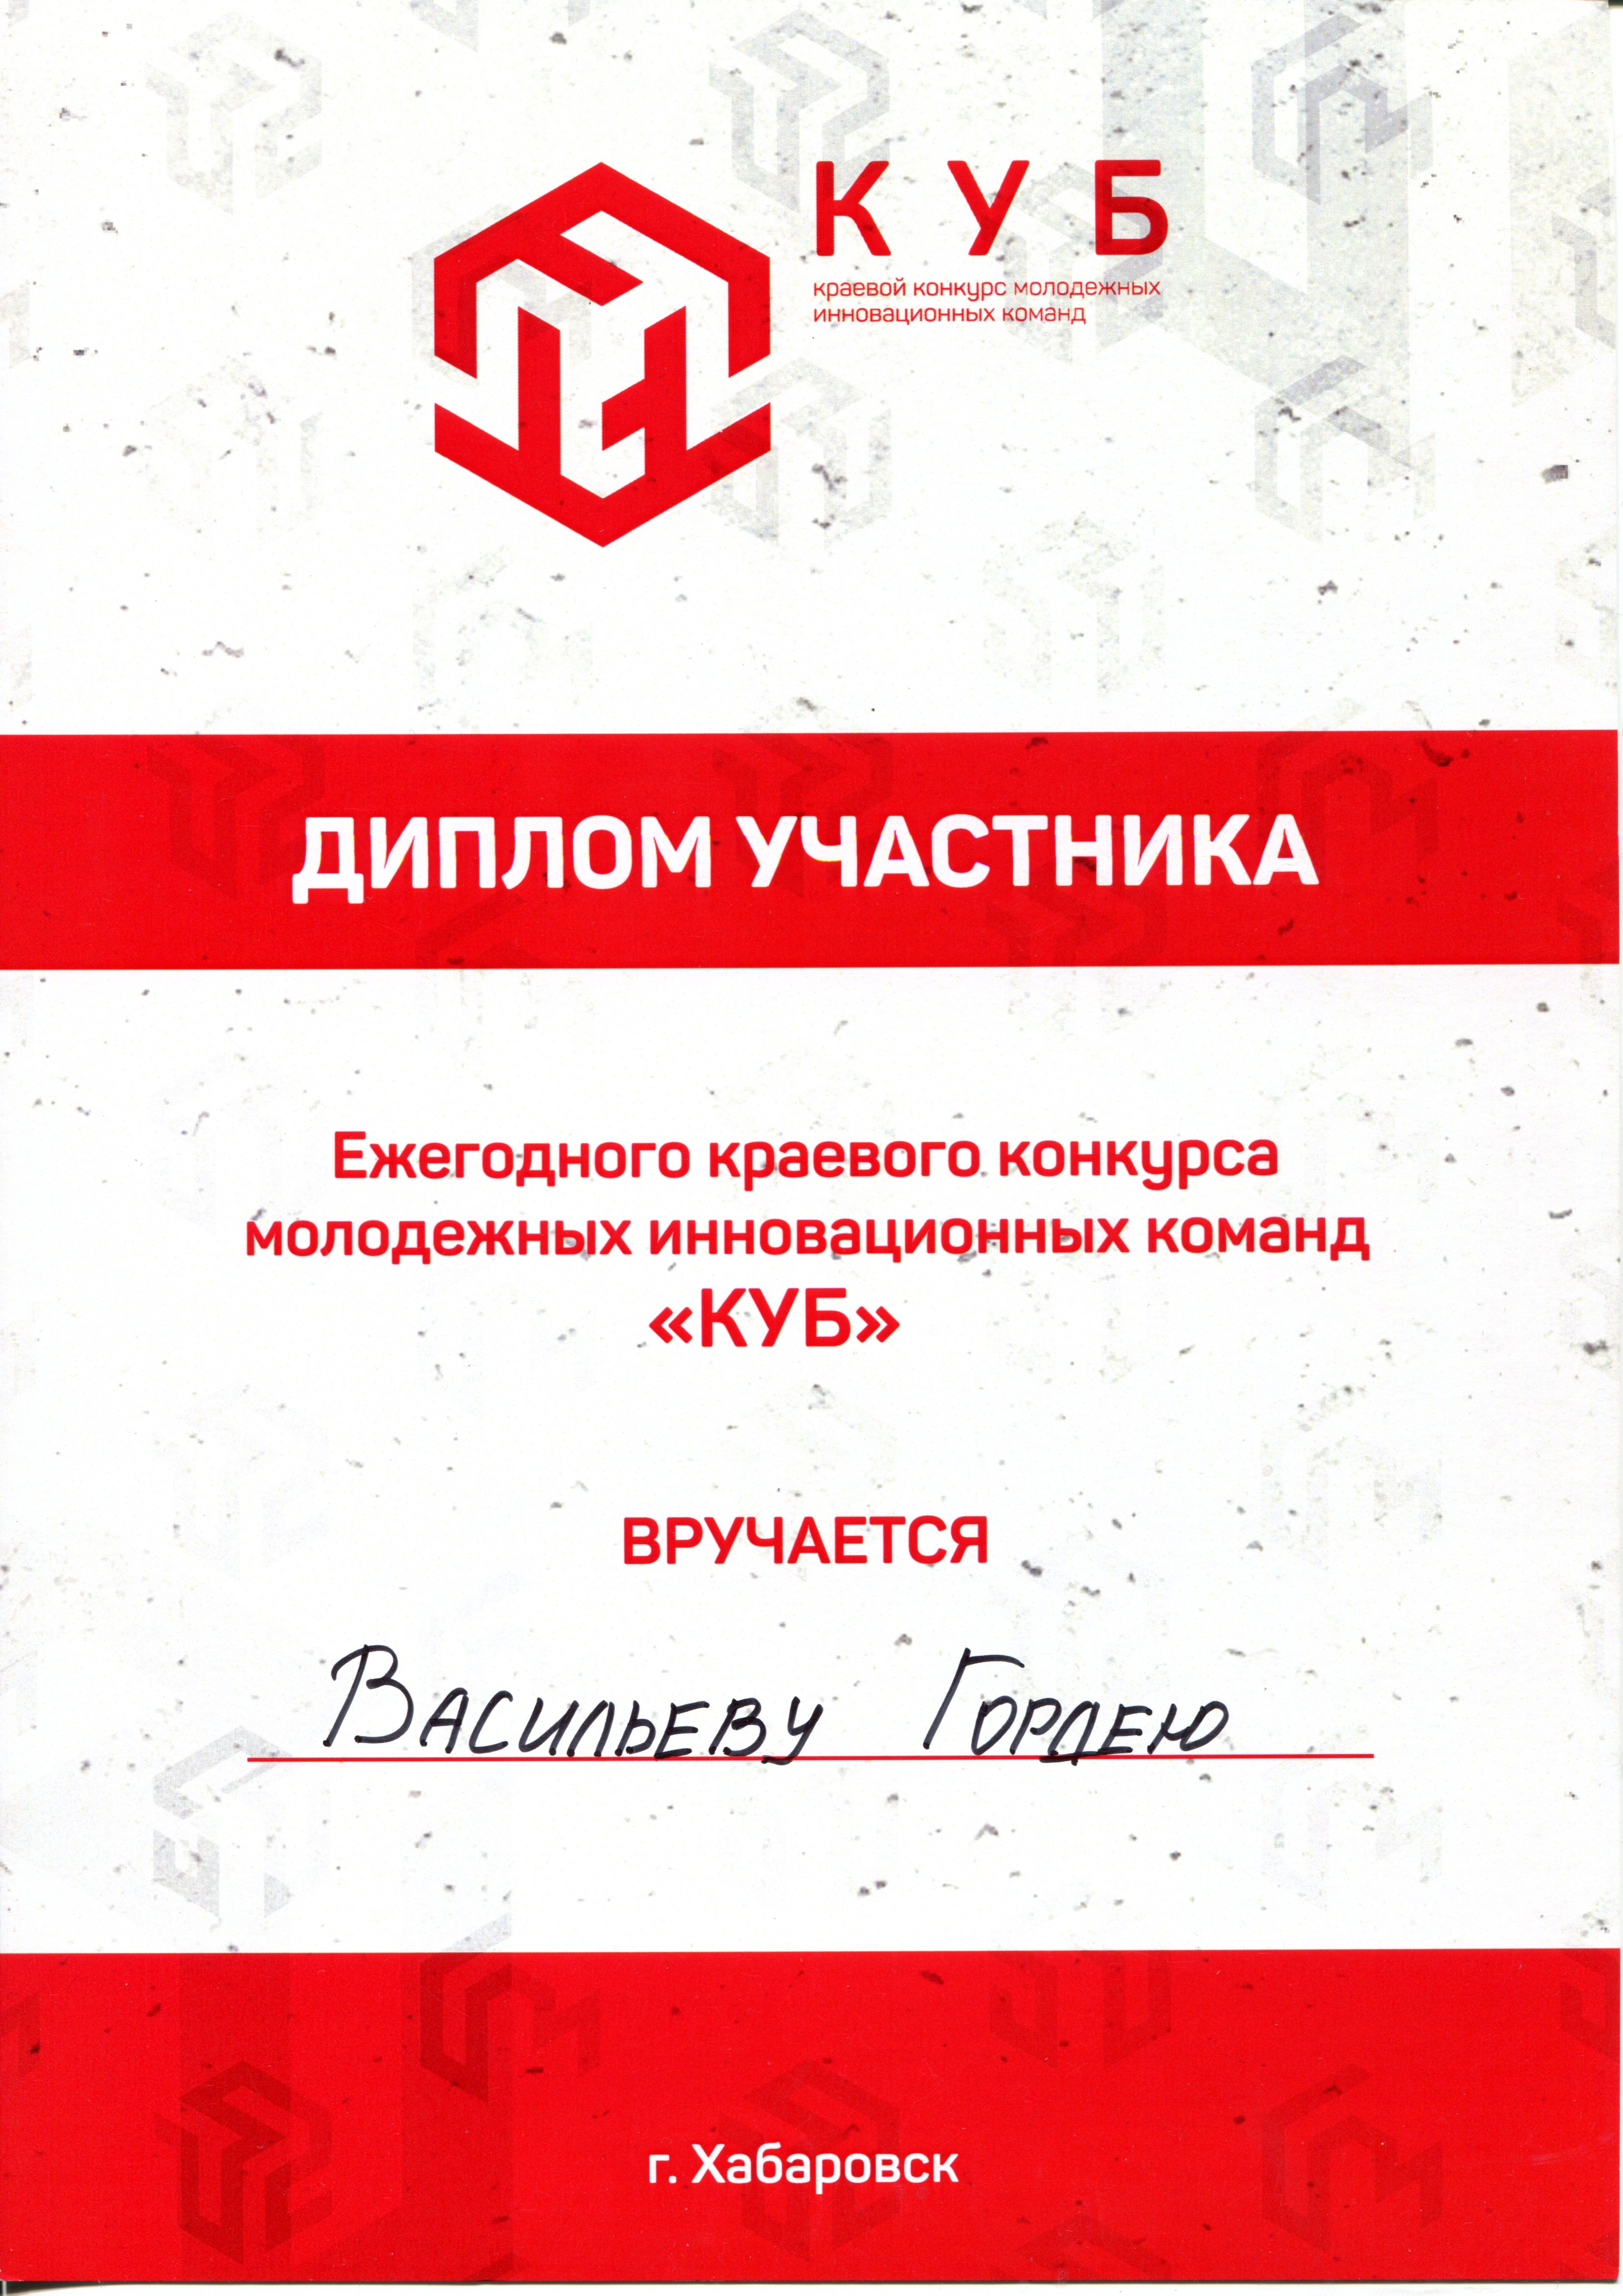 КУБ
краевой конкурс молодежных
инновационных команд
ДИПЛОМ УЧАСТНИКА
Ежегодного краевого конкурса
молодежных инновационных команд
«КУБ»
ВРУЧАЕТСЯ
Васильеву Гордею
г. Хабаровск